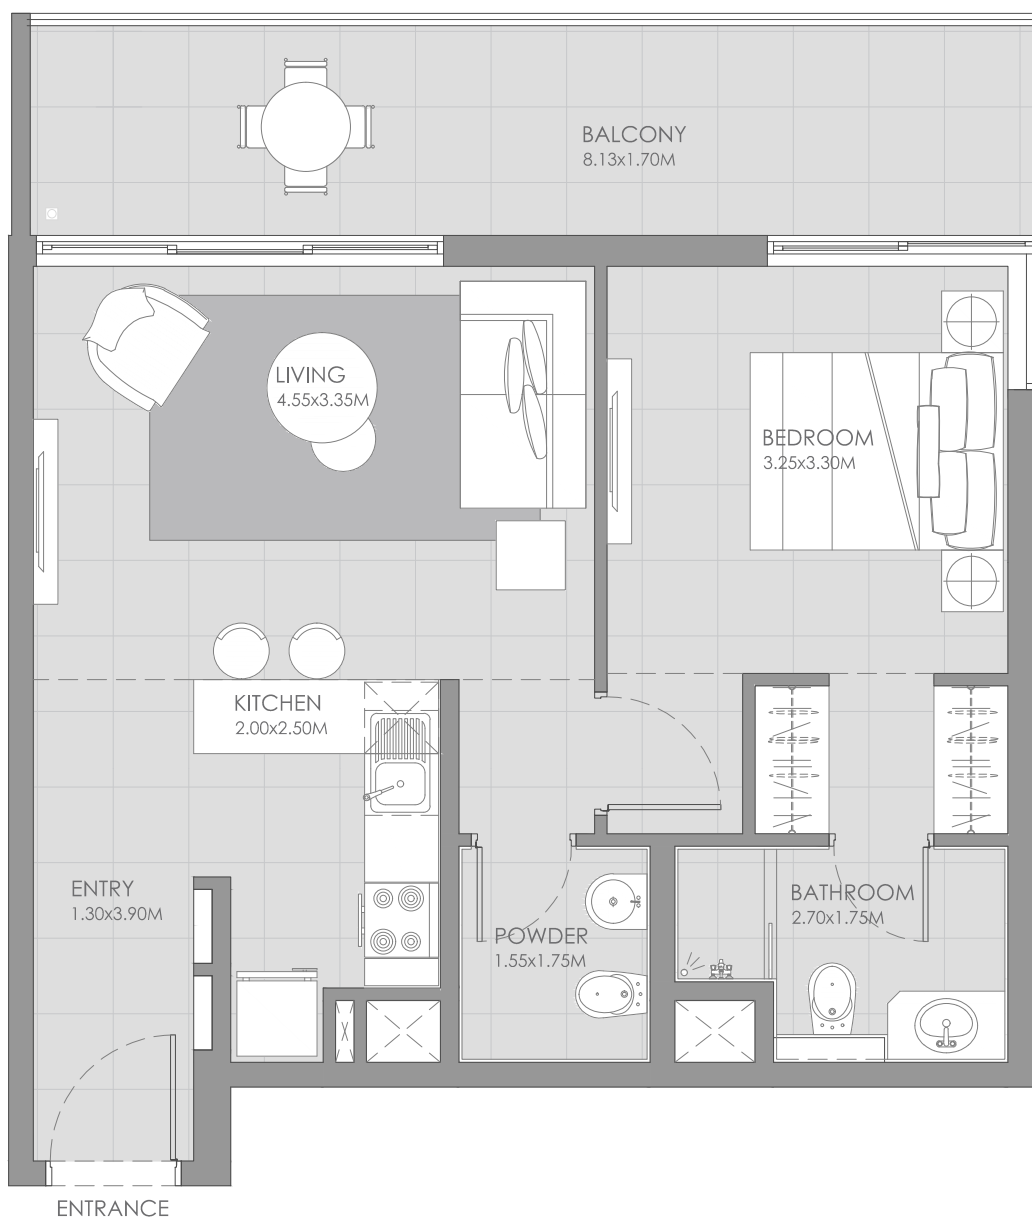 BALCONY
8.13x1.70M
LIVING
4.55x3.35M
BEDROOM
3.25x3.30M
KITCHEN
2.00x2.50M
ENTRY
1.30x3.90M
BATHROOM
2.70x1.75M
POWDER
1.55x1.75M
ENTRANCE